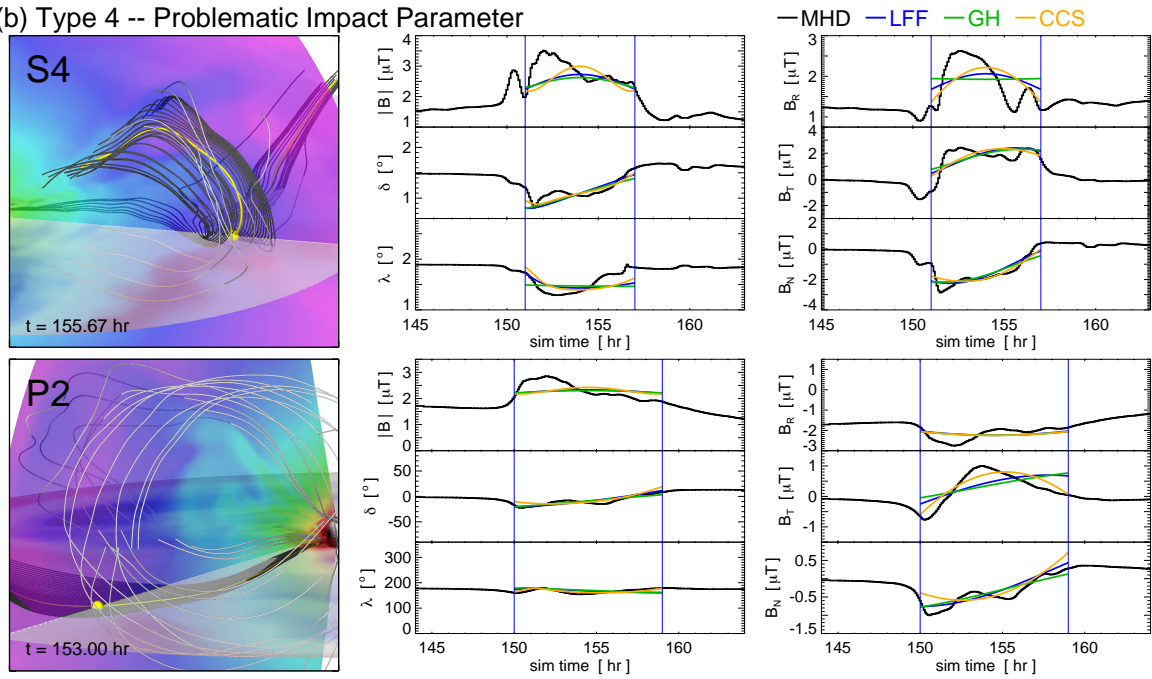 (b) Type 4 -- Problematic Impact Parameter
MHD LFF GH CCS
S4
t = 155.67 hr
|B| [ μT ]
3
2
1
δ [ ° ]
2
1
λ [ ° ]
2
1
145 150 155 160
sim time [ hr ]
B_R [ μT ]
3
2
1
B_T [ μT ]
4
2
0
-2
B_N [ μT ]
0
-2
-4
145 150 155 160
sim time [ hr ]
P2
t = 153.00 hr
|B| [ μT ]
3
2
1
0
δ [ ° ]
50
0
-50
λ [ ° ]
300
200
100
0
145 150 155 160
sim time [ hr ]
B_R [ μT ]
1
0
-1
-2
-3
B_T [ μT ]
1
0
-1
B_N [ μT ]
0.5
-0.5
-1.5
145 150 155 160
sim time [ hr ]